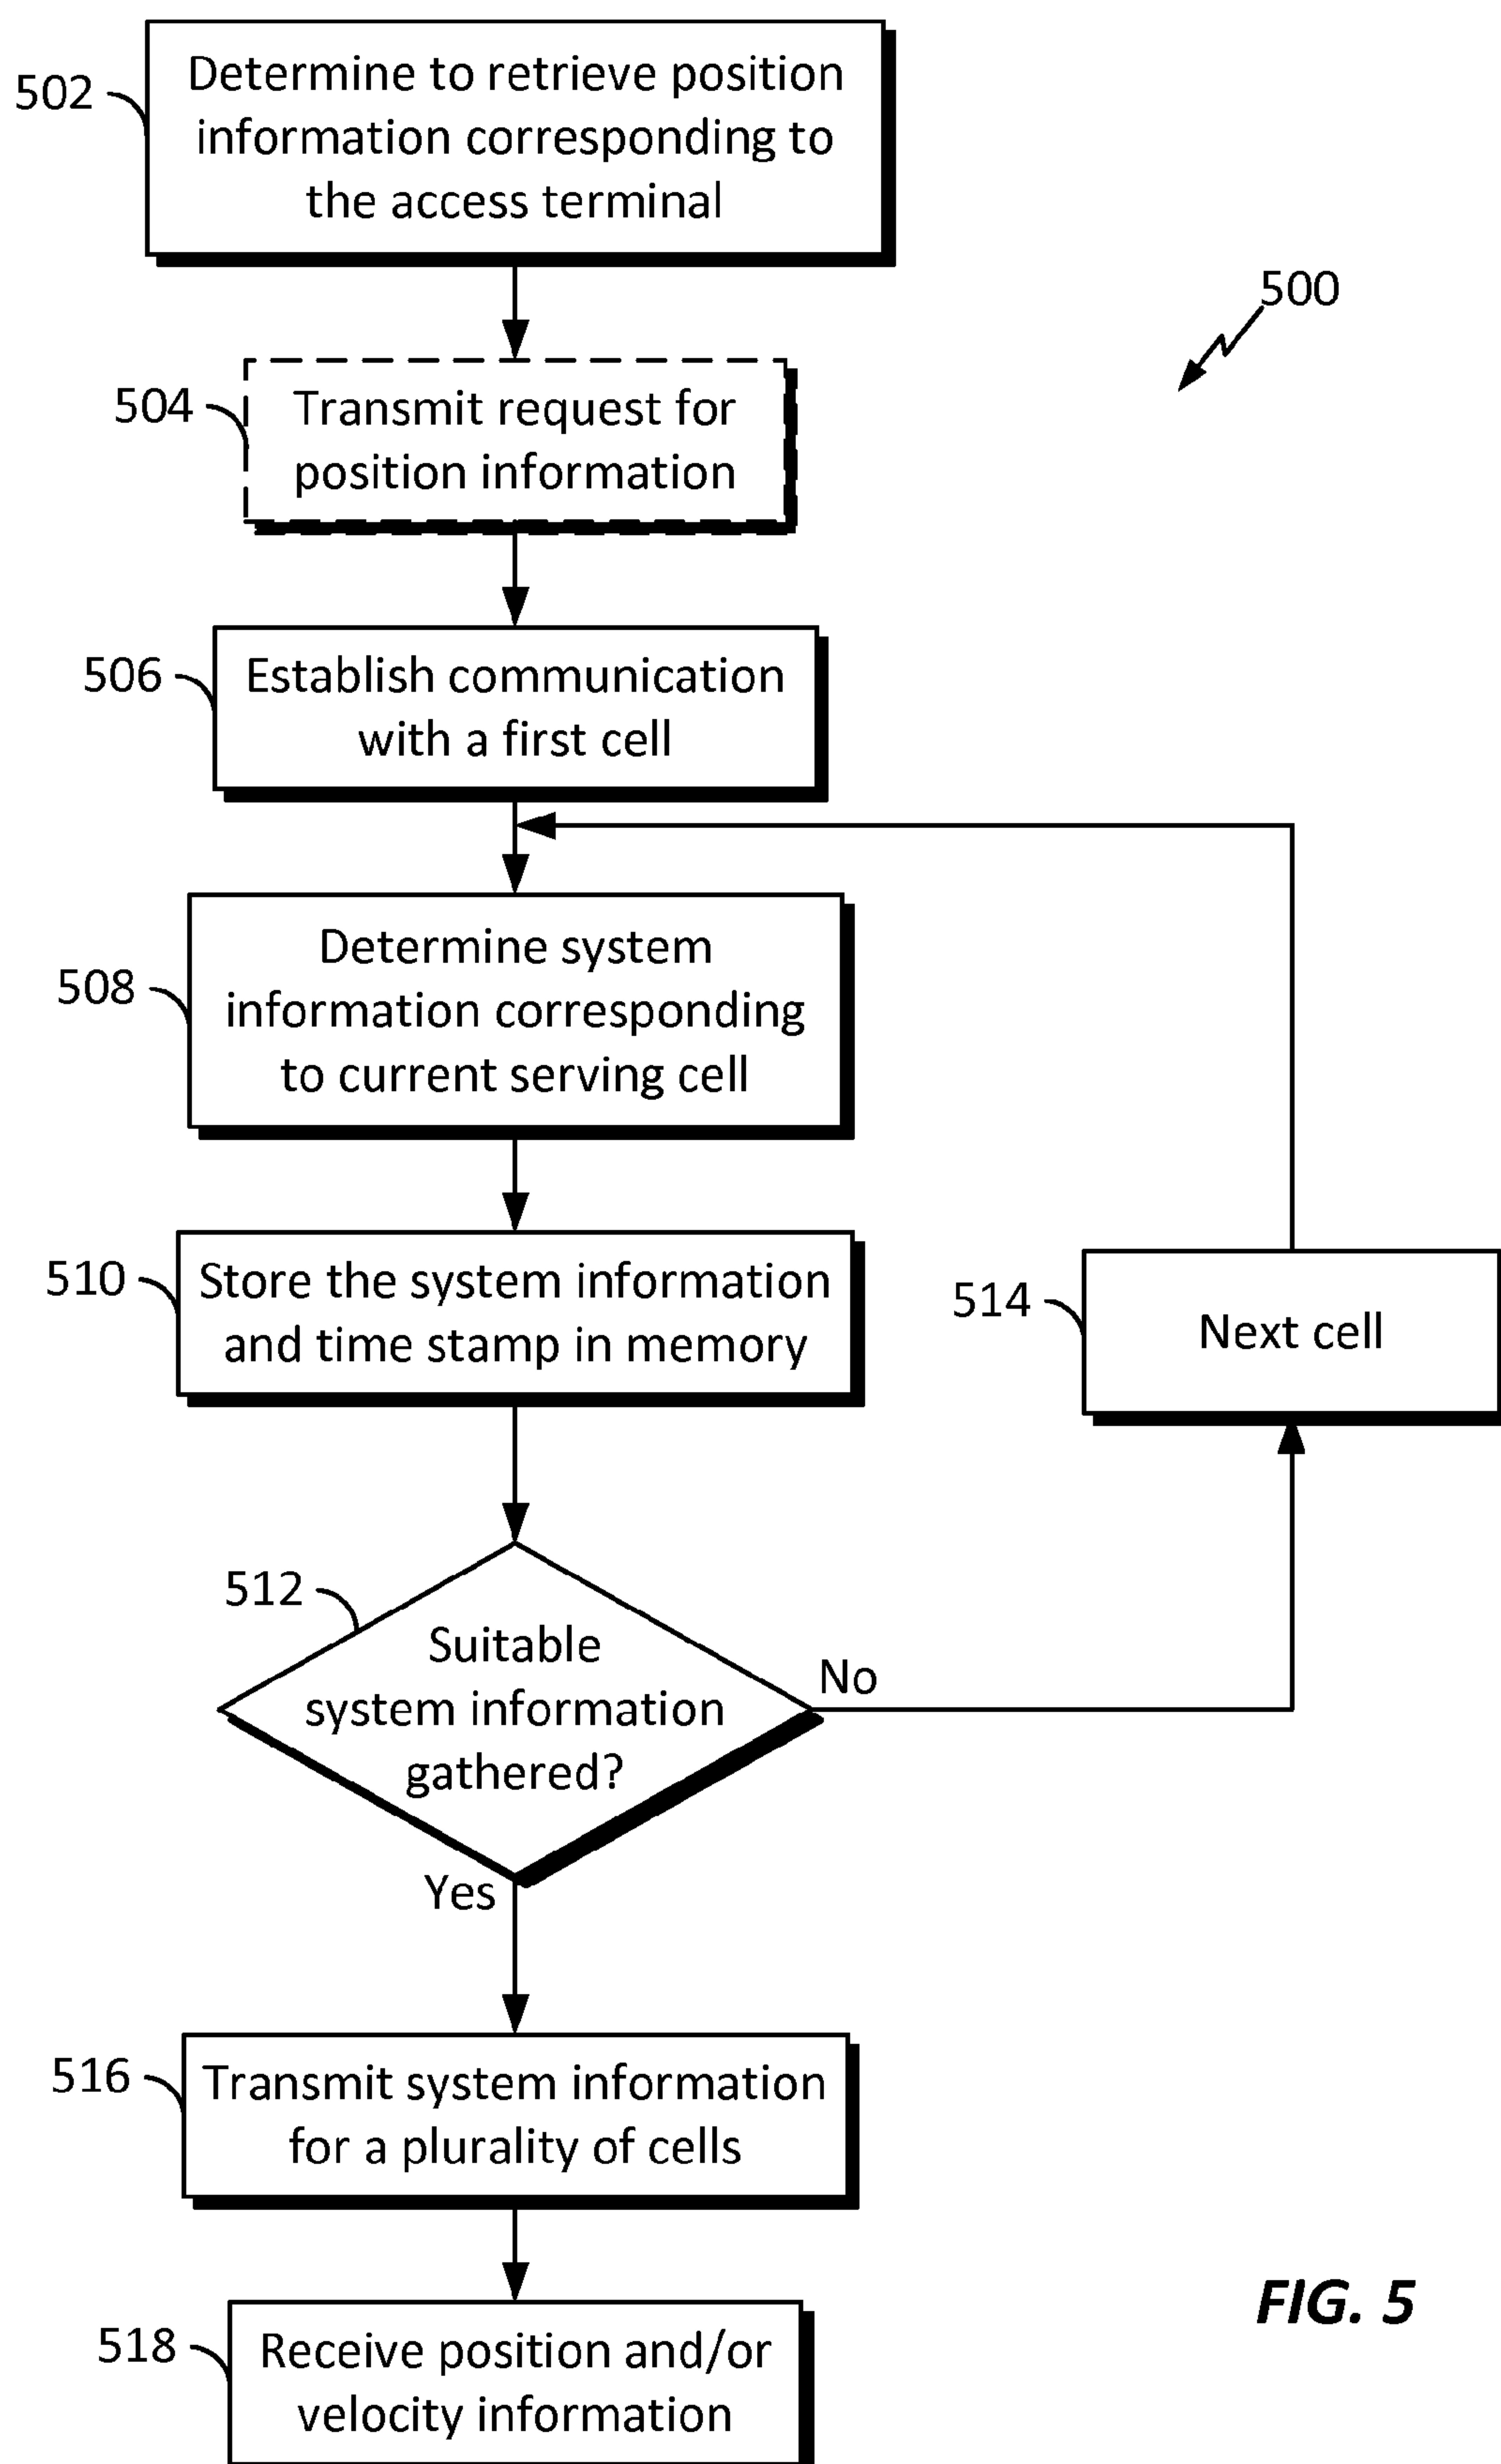 502
Determine to retrieve position
information corresponding to
the access terminal
500
504
Transmit request for
position information
506
Establish communication
with a first cell
508
Determine system
information corresponding
to current serving cell
510
Store the system information
and time stamp in memory
514
Next cell
512
Suitable
system information
gathered?
No
Yes
516
Transmit system information
for a plurality of cells
518
Receive position and/or
velocity information
FIG. 5